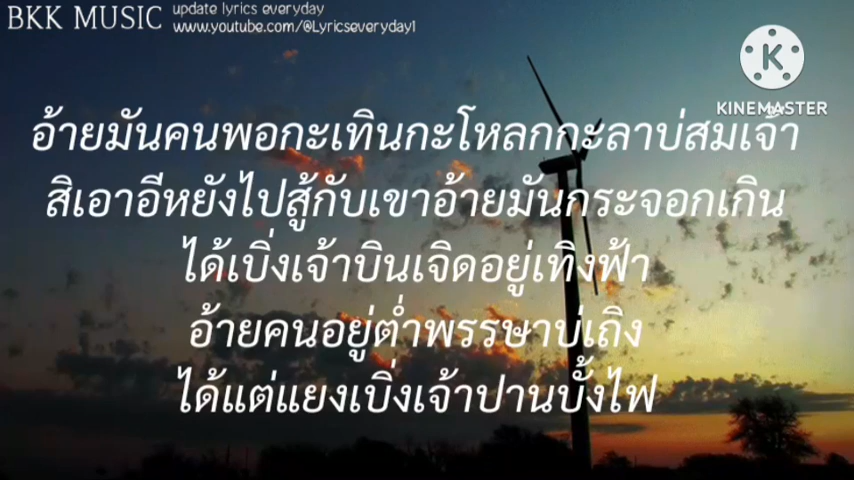 BKK MUSIC
update lyrics everyday
www.youtube.com/@Lyricseveryday1
KINEMASTER
อ้ายมันคนพอกะเทินกะโหลกกะลาบ่สมเจ้า
สิเอาอีหยังไปสู้กับเขาอ้ายมันกระจอกเกิน
ได้เบิ่งเจ้าบินเจิดอยู่เทิงฟ้า
อ้ายคนอยู่ต่ำพรรษาบ่เถิง
ได้แต่แยงเบิ่งเจ้าปานบั้งไฟ